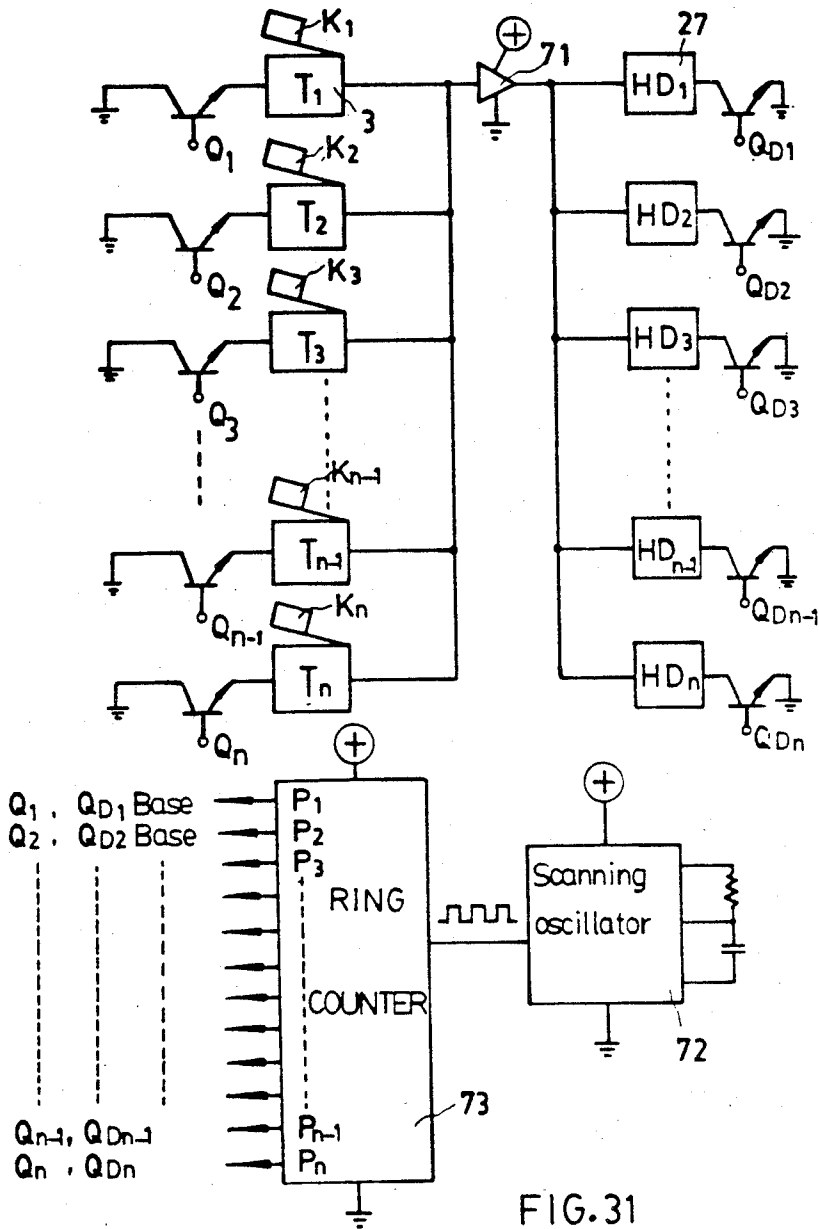 K1 27
T1 3 71 HD1
Q1 QD1
K2
T2 HD2
Q2 QD2
K3
T3 HD3
Q3 QD3
Kn-1
Tn-1 HDn-1
Qn-1 QDn-1
Kn
Tn HDn
Qn QDn
Q1 , QD1 Base P1
Q2 , QD2 Base P2
P3
RING
COUNTER
Scanning
oscillator
72
73
Qn-1, QDn-1 Pn-1
Qn , QDn Pn
FIG.31